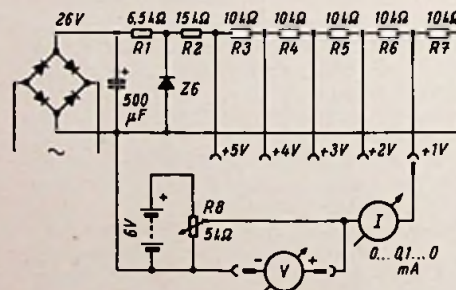 26V 6,5kΩ 15kΩ 10kΩ 10kΩ 10kΩ 10kΩ 10kΩ
R1 R2 R3 R4 R5 R6 R7
+ Z6
500
µF
~ +5V +4V +3V +2V +1V
+ R8
6V 5kΩ I
- V + 0...0,1...0
mA